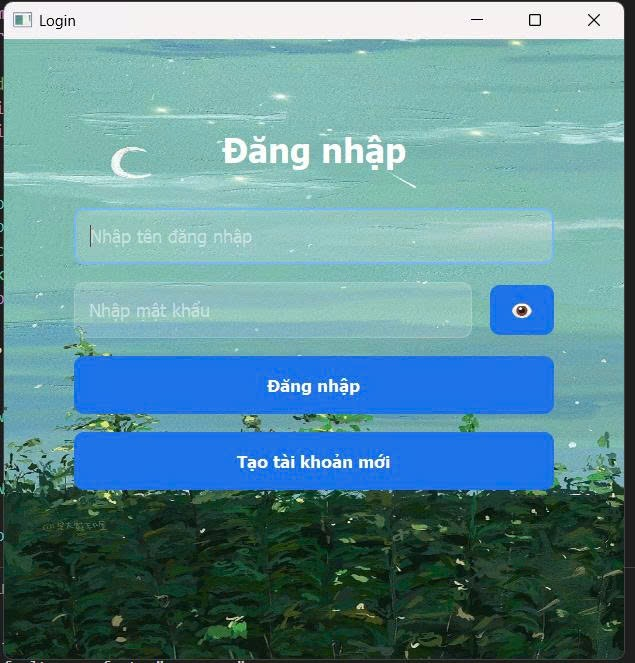 Login
Đăng nhập
Nhập tên đăng nhập
Nhập mật khẩu
Đăng nhập
Tạo tài khoản mới